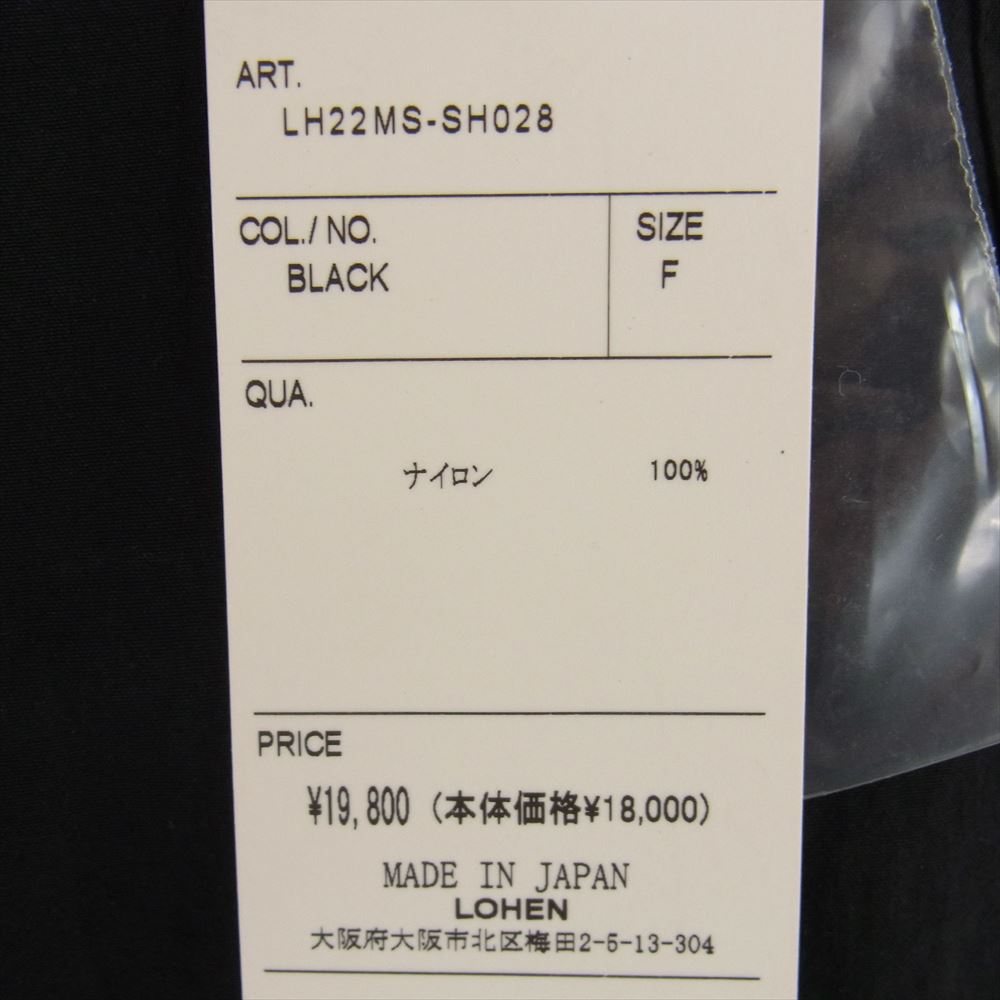 ART.
LH22MS-SH028
COL./NO. SIZE
BLACK F
QUA.
ナイロン 100%
PRICE
¥19,800 (本体価格¥18,000)
MADE IN JAPAN
LOHEN
大阪府大阪市北区梅田2-5-13-304